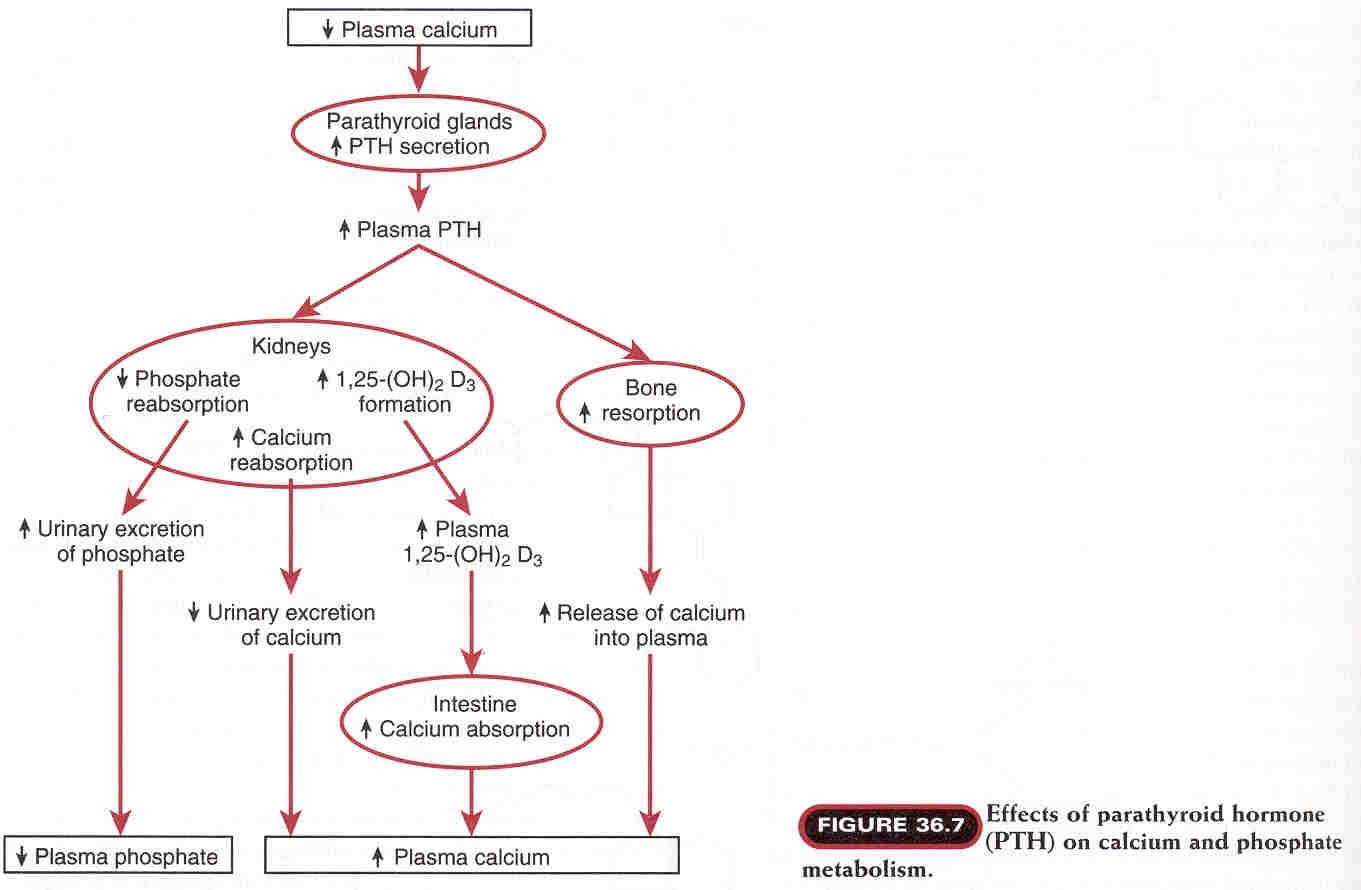 ↓ Plasma calcium
Parathyroid glands
↑ PTH secretion
↑ Plasma PTH
Kidneys
↓ Phosphate
reabsorption
↑ 1,25-(OH)₂ D₃
formation
↑ Calcium
reabsorption
Bone
↑ resorption
↑ Urinary excretion
of phosphate
↑ Plasma
1,25-(OH)₂ D₃
↓ Urinary excretion
of calcium
↑ Release of calcium
into plasma
Intestine
↑ Calcium absorption
↓ Plasma phosphate
↑ Plasma calcium
FIGURE 36.7 Effects of parathyroid hormone
(PTH) on calcium and phosphate
metabolism.